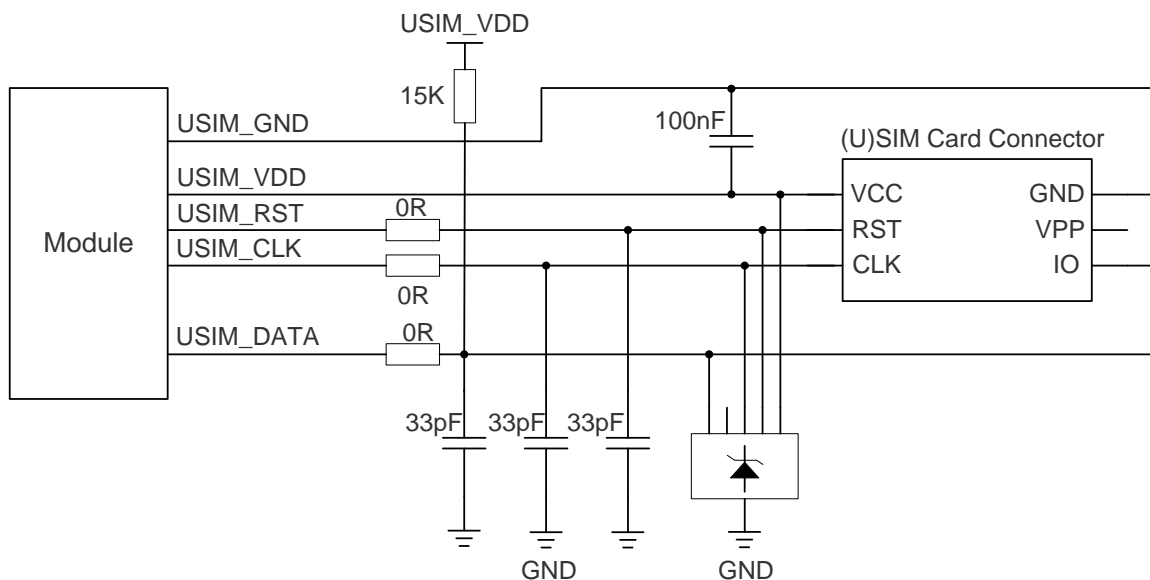 USIM_VDD
15K
USIM_GND
100nF
(U)SIM Card Connector
USIM_VDD
VCC
GND
USIM_RST
0R
RST
VPP
Module
USIM_CLK
CLK
IO
0R
USIM_DATA
0R
33pF
33pF
33pF
GND
GND